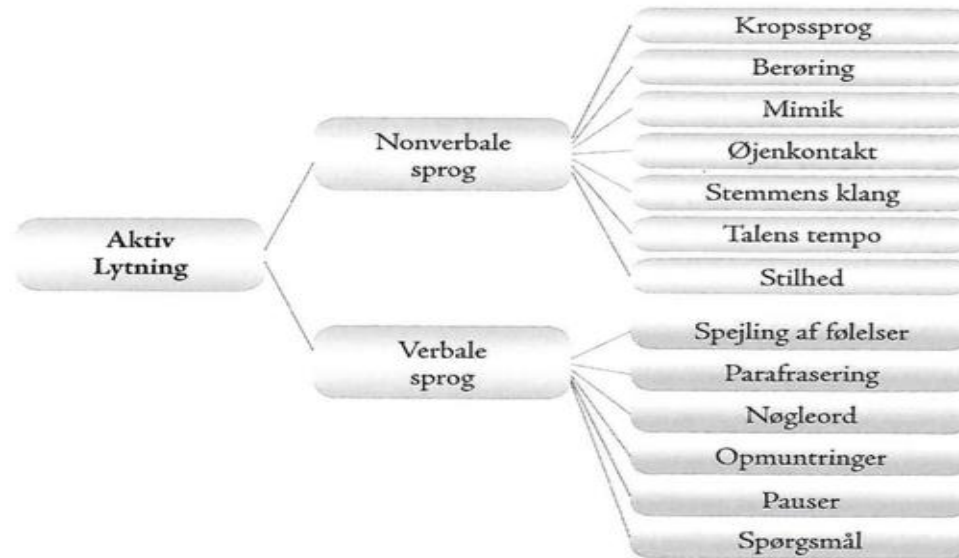 Aktiv
Lytning
Nonverbale
sprog
Kropssprog
Berøring
Mimik
Øjenkontakt
Stemmens klang
Talens tempo
Stilhed
Verbale
sprog
Spejling af følelser
Parafrasering
Nøgleord
Opmuntringer
Pauser
Spørgsmål